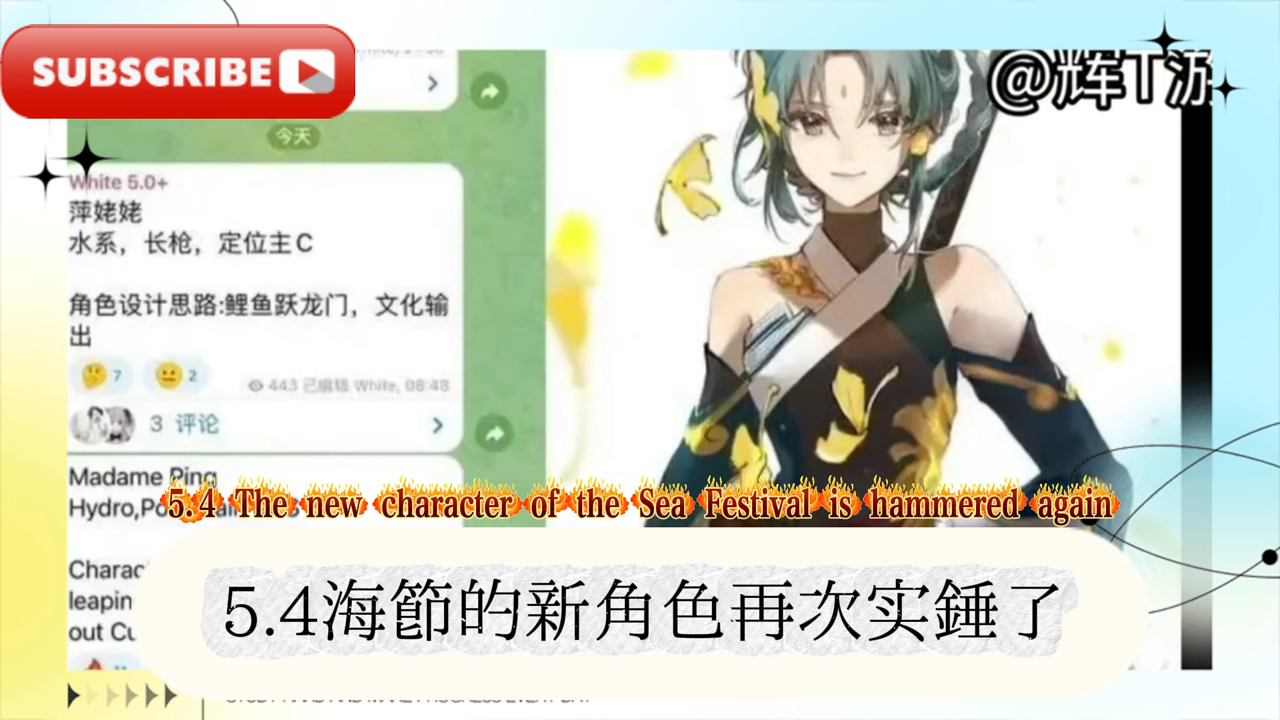 SUBSCRIBE
@辉T游
今天
White 5.0+
萍姥姥
水系，长枪，定位主C
角色设计思路:鲤鱼跃龙门，文化输
出
7
2
443 已编辑 White, 08:48
3 评论
Madame Ping
Hydro,Po
5.4 The new character of the Sea Festival is hammered again
leapin
5.4海節的新角色再次实錘了